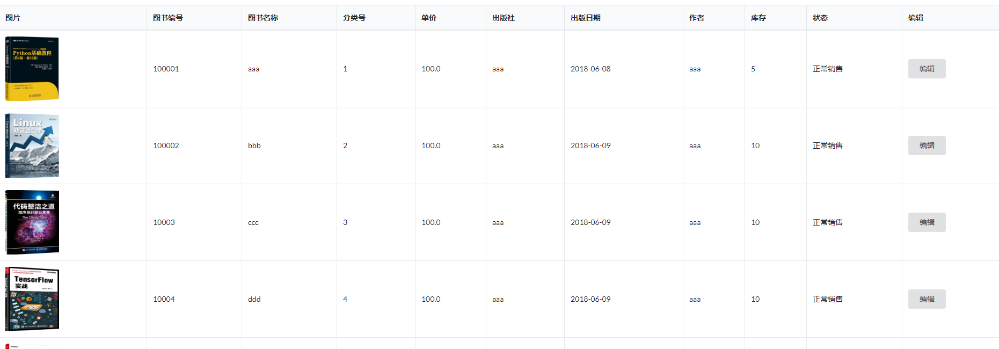 图片 图书编号 图书名称 分类号 单价 出版社 出版日期 作者 库存 状态 编辑
Python基础教程
(第2版·修订版)
100001 aaa 1 100.0 aaa 2018-06-08 aaa 5 正常销售 编辑
Linux
就该这么学
100002 bbb 2 100.0 aaa 2018-06-09 aaa 10 正常销售 编辑
代码整洁之道
程序员的职业素养
The Clean Coder
10003 ccc 3 100.0 aaa 2018-06-09 aaa 10 正常销售 编辑
TensorFlow
实战
10004 ddd 4 100.0 aaa 2018-06-09 aaa 10 正常销售 编辑